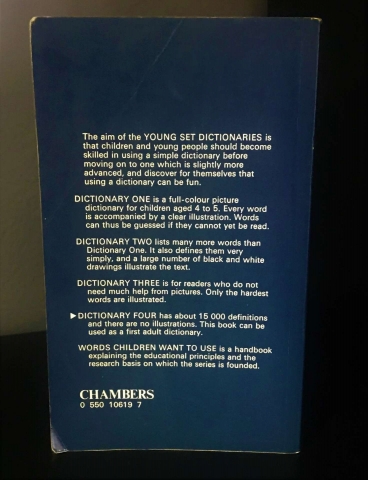 The aim of the YOUNG SET DICTIONARIES is
that children and young people should become
skilled in using a simple dictionary before
moving on to one which is slightly more
advanced, and discover for themselves that
using a dictionary can be fun.
DICTIONARY ONE is a full-colour picture
dictionary for children aged 4 to 5. Every word
is accompanied by a clear illustration. Words
can thus be guessed if they cannot yet be read.
DICTIONARY TWO lists many more words than
Dictionary One. It also defines them very
simply, and a large number of black and white
drawings illustrate the text.
DICTIONARY THREE is for readers who do not
need much help from pictures. Only the hardest
words are illustrated.
▶DICTIONARY FOUR has about 15 000 definitions
and there are no illustrations. This book can be
used as a first adult dictionary.
WORDS CHILDREN WANT TO USE is a handbook
explaining the educational principles and the
research basis on which the series is founded.
CHAMBERS
0 550 10619 7